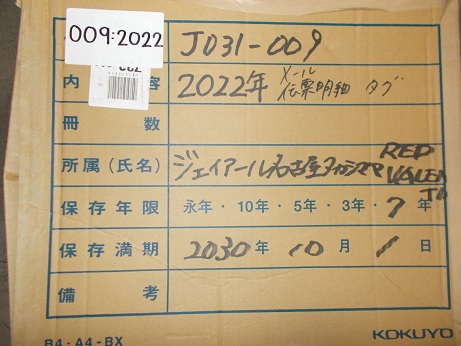 009:2022
J031-009
内 容 2022年 メール伝票明細 タグ
冊 数
所属(氏名) ジェイアール名古屋タカシマヤ RED VALENTI
保存年限 永年・10年・5年・3年・7年
保存満期 2030年 10月 1日
備 考
B4・A4-BX
KOKUYO